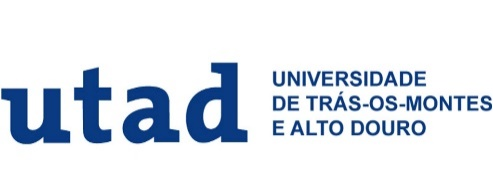 utad
UNIVERSIDADE
DE TRÁS-OS-MONTES
E ALTO DOURO